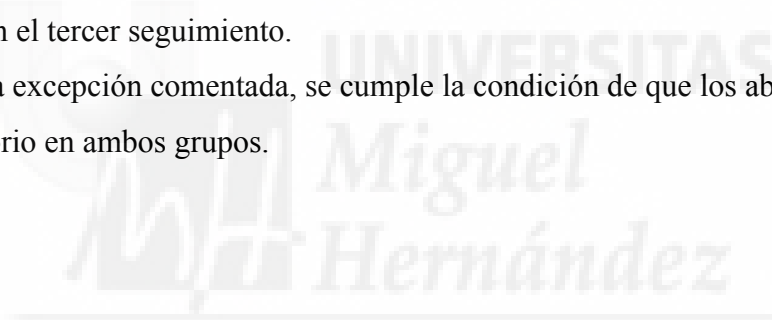 n el tercer seguimiento.
a excepción comentada, se cumple la condición de que los ab
rio en ambos grupos.
UNIVERSITAS
Miguel
Hernández